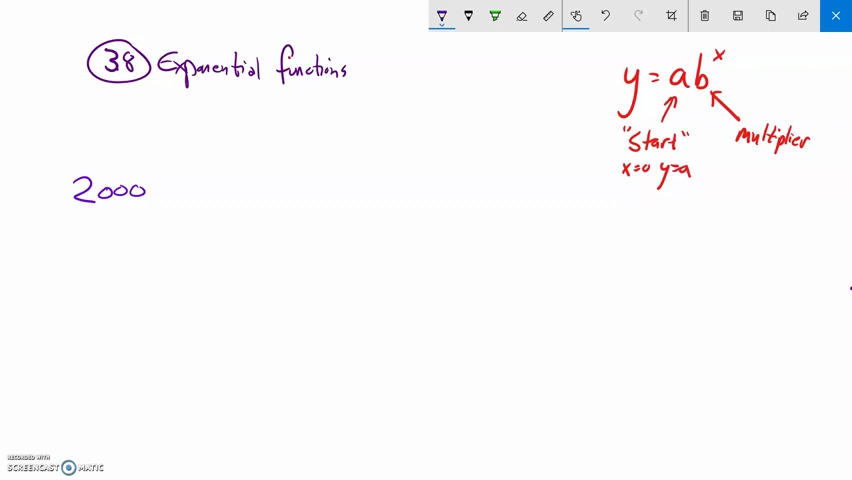 38 Exponential functions
y = ab^x
"Start"
multiplier
x=0 y=a
2000
RECORDED WITH
SCREENCAST MATIC